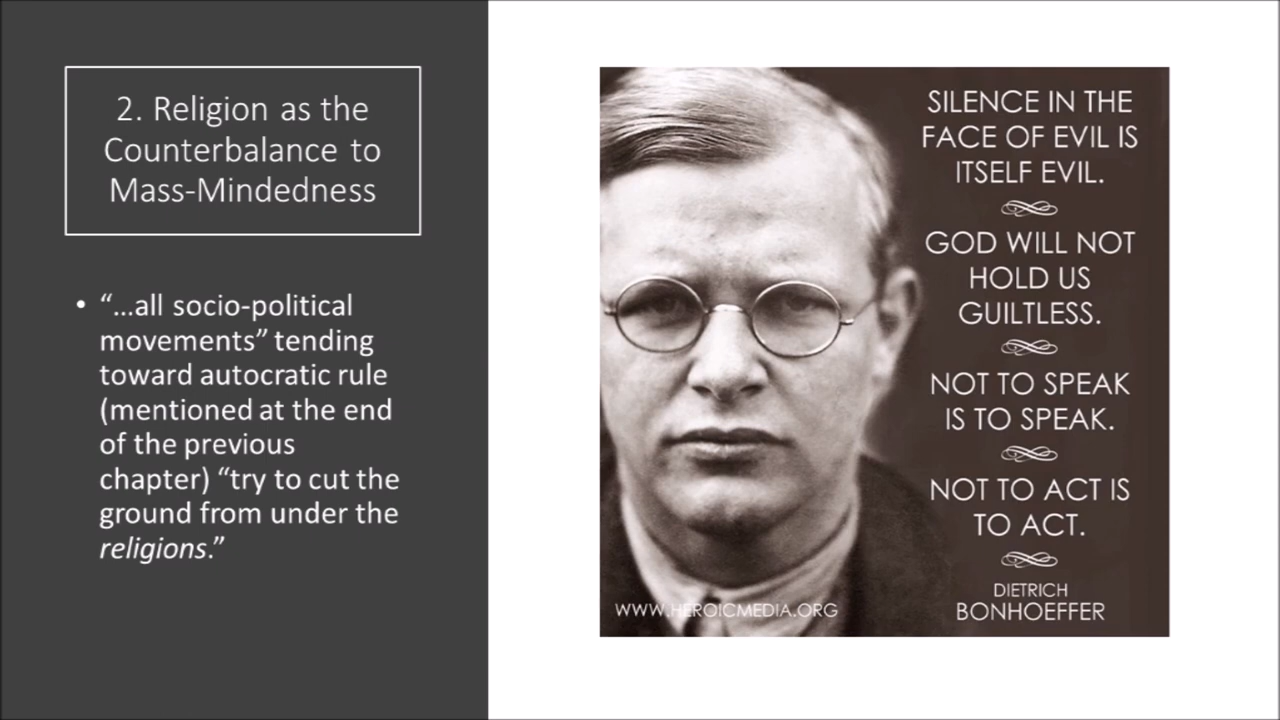 2. Religion as the
Counterbalance to
Mass-Mindedness
• “…all socio-political
movements” tending
toward autocratic rule
(mentioned at the end
of the previous
chapter) “try to cut the
ground from under the
religions.”
SILENCE IN THE
FACE OF EVIL IS
ITSELF EVIL.
GOD WILL NOT
HOLD US
GUILTLESS.
NOT TO SPEAK
IS TO SPEAK.
NOT TO ACT IS
TO ACT.
DIETRICH
BONHOEFFER
WWW.HEROICMEDIA.ORG